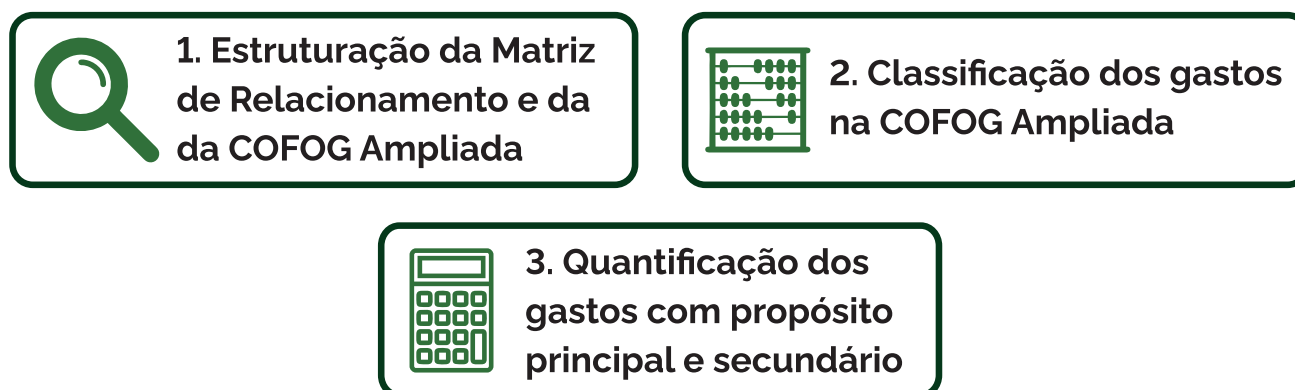 1. Estruturação da Matriz
de Relacionamento e da
da COFOG Ampliada
2. Classificação dos gastos
na COFOG Ampliada
3. Quantificação dos
gastos com propósito
principal e secundário